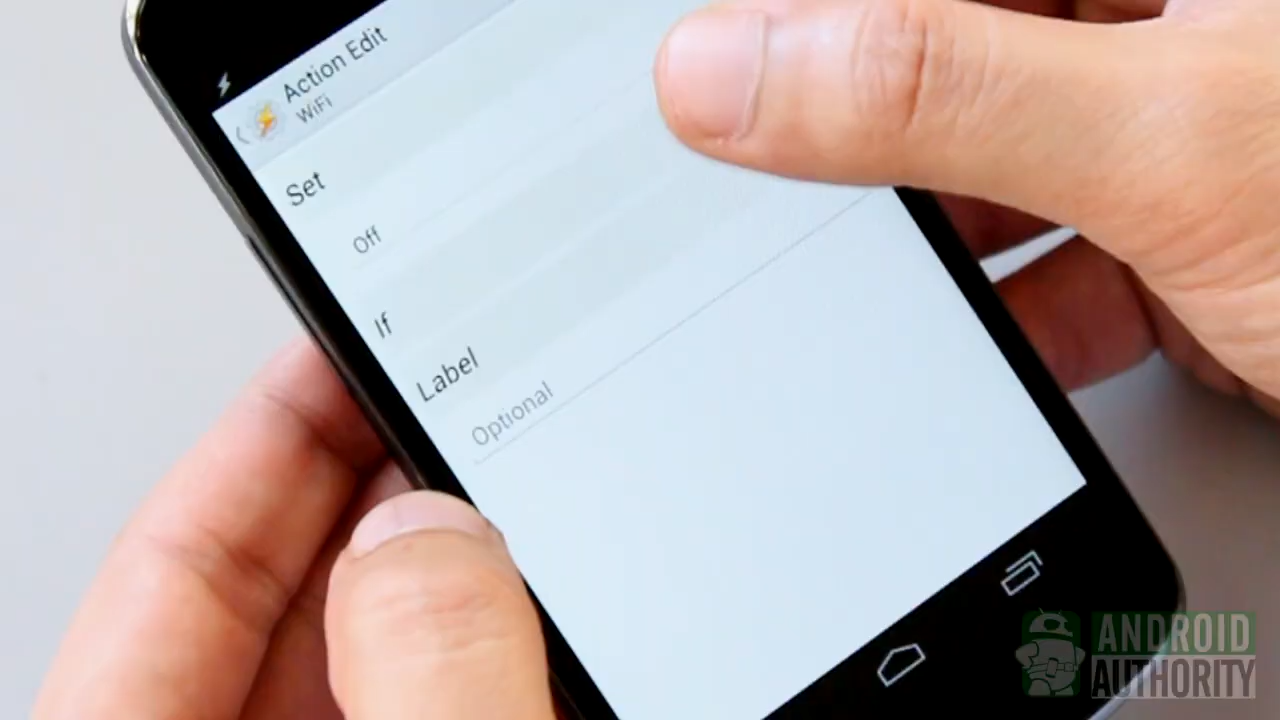 Action Edit
WiFi
Set
Off
If
Label
Optional
ANDROID
AUTHORITY